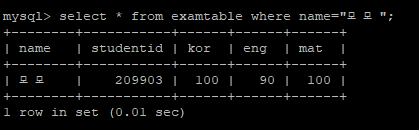 mysql> select * from examtable where name="모모";
+--------+-----------+------+------+------+
| name   | studentid | kor  | eng  | mat  |
+--------+-----------+------+------+------+
| 모모   |    209903 |  100 |   90 |  100 |
+--------+-----------+------+------+------+
1 row in set (0.01 sec)